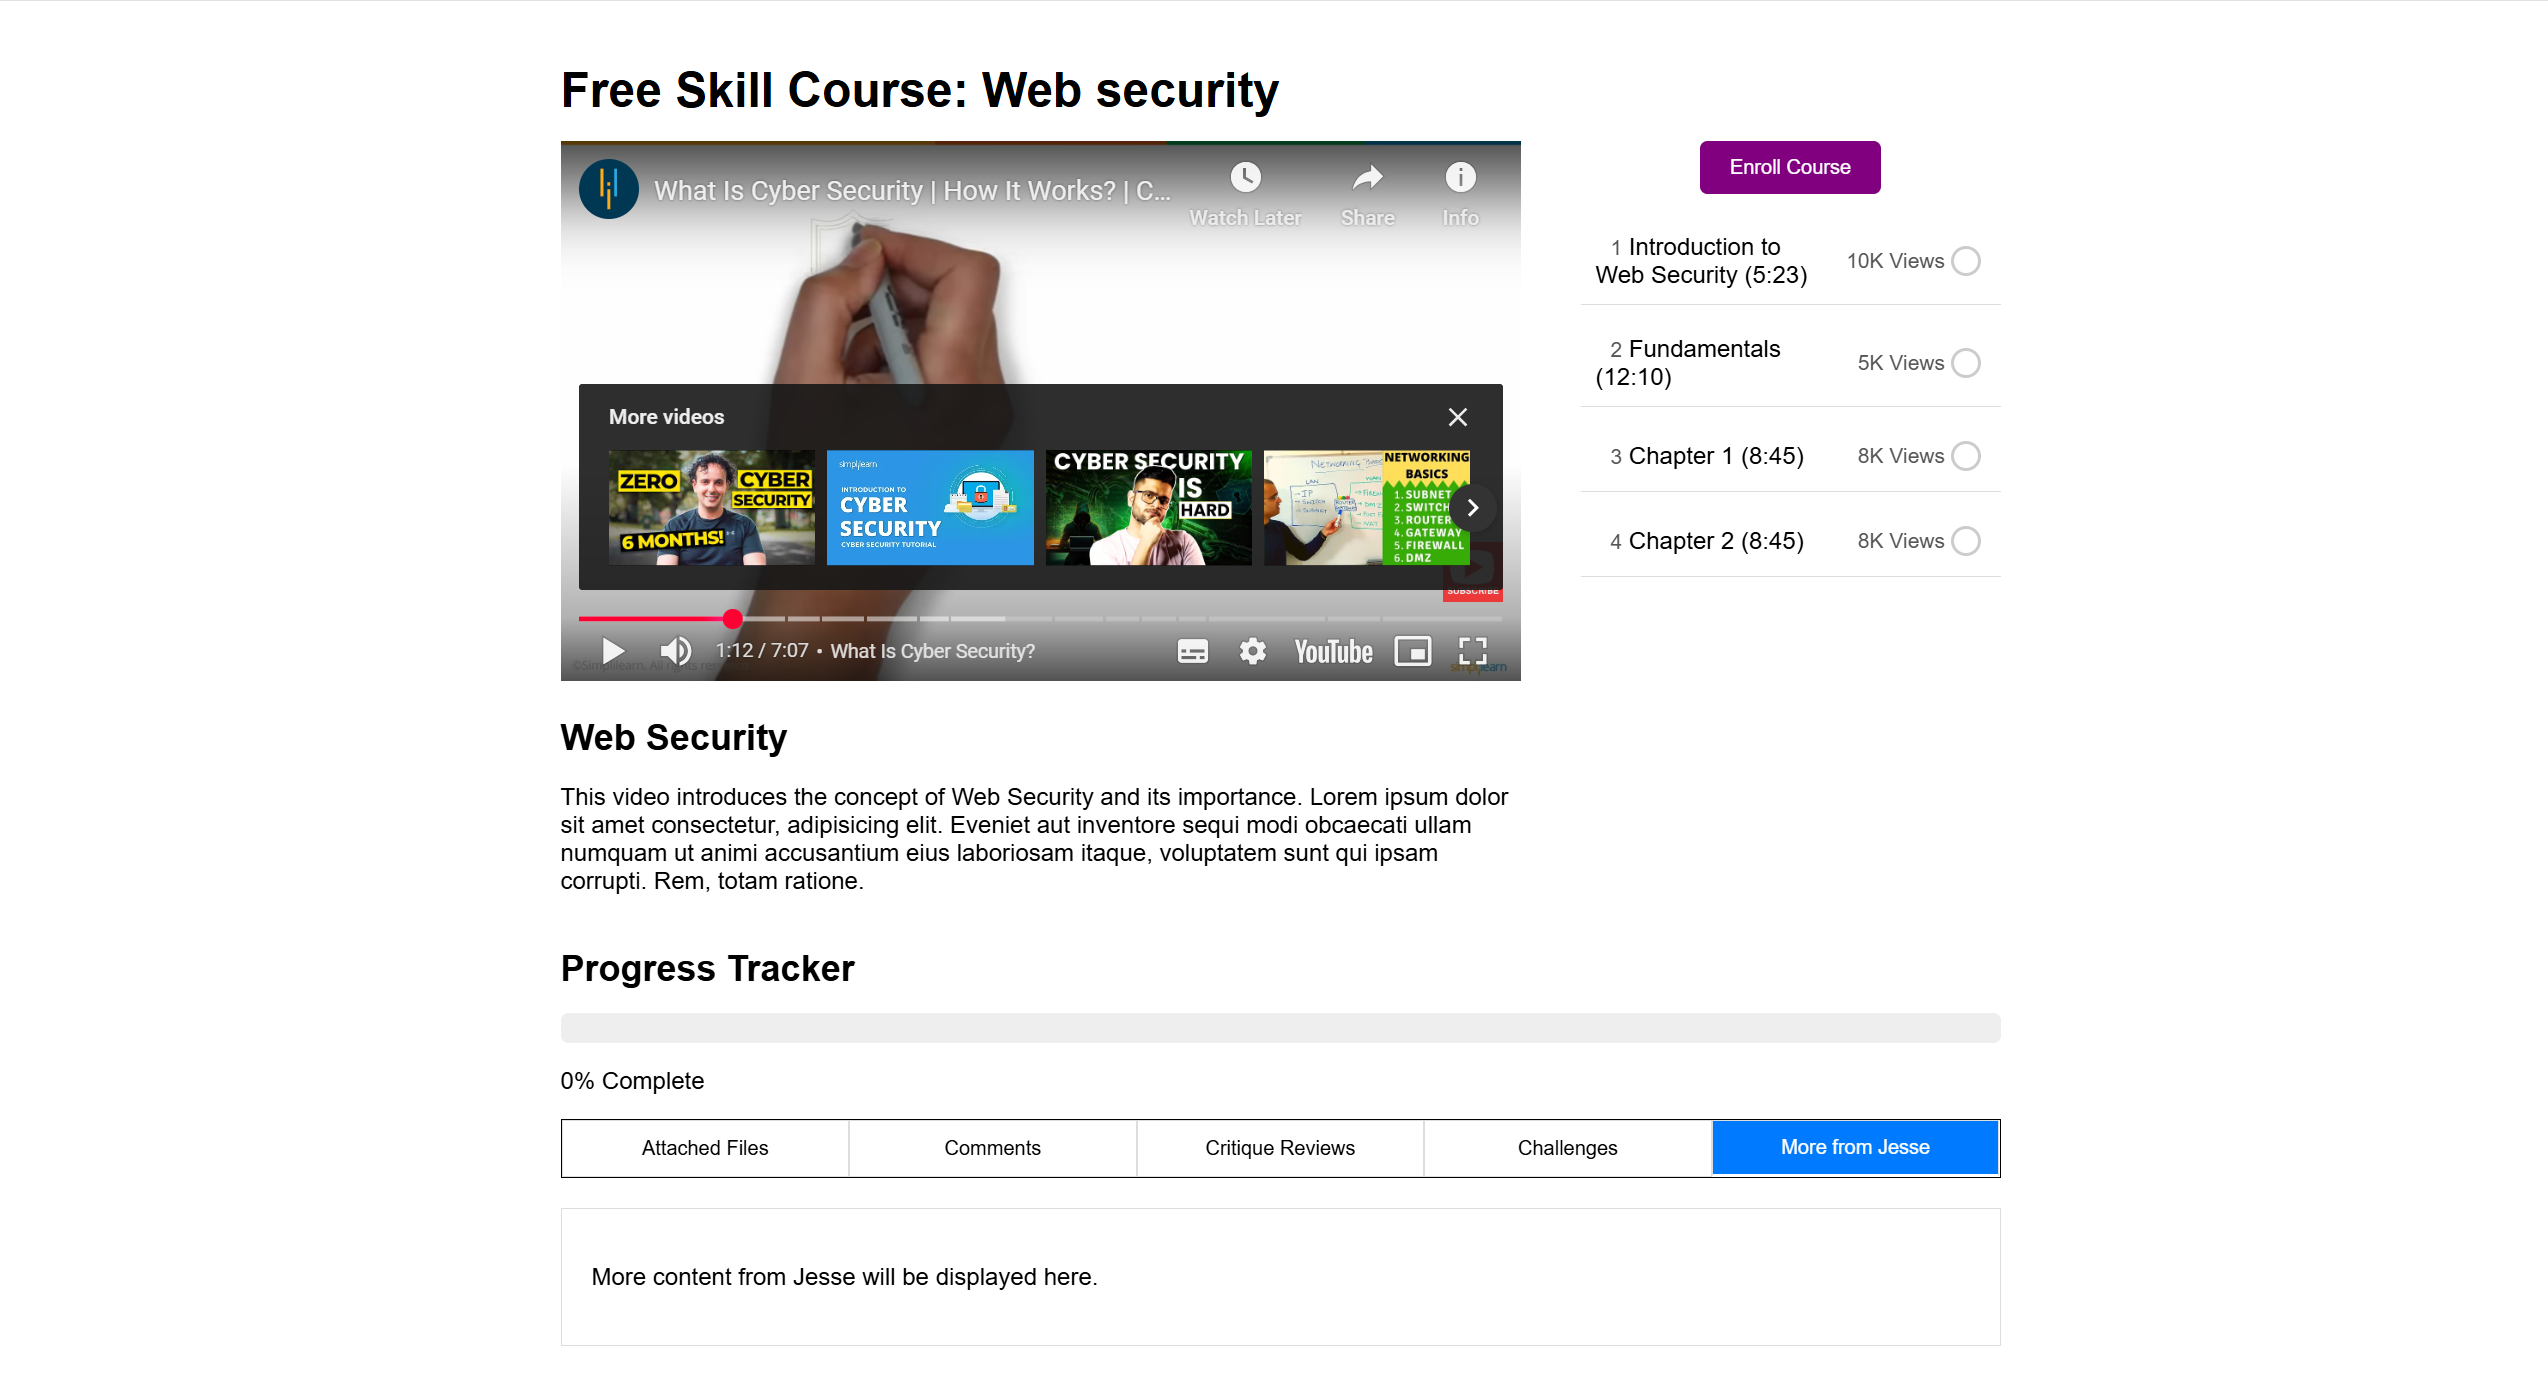 Free Skill Course: Web security
What Is Cyber Security | How It Works? | C...
Watch Later
Share
Info
More videos
ZERO
CYBER
SECURITY
6 MONTHS!
simplilearn
INTRODUCTION TO
CYBER
SECURITY
CYBER SECURITY TUTORIAL
CYBER SECURITY
IS
HARD
NETWORKING
BASICS
1. SUBNET
2. SWITCH
3. ROUTER
4. GATEWAY
5. FIREWALL
6. DMZ
LAN
SUBSCRIBE
1:12 / 7:07 • What Is Cyber Security?
YouTube
©Simplilearn. All rights
Enroll Course
1 Introduction to
Web Security (5:23)
10K Views
2 Fundamentals
(12:10)
5K Views
3 Chapter 1 (8:45)
8K Views
4 Chapter 2 (8:45)
8K Views
Web Security
This video introduces the concept of Web Security and its importance. Lorem ipsum dolor
sit amet consectetur, adipisicing elit. Eveniet aut inventore sequi modi obcaecati ullam
numquam ut animi accusantium eius laboriosam itaque, voluptatem sunt qui ipsam
corrupti. Rem, totam ratione.
Progress Tracker
0% Complete
Attached Files
Comments
Critique Reviews
Challenges
More from Jesse
More content from Jesse will be displayed here.